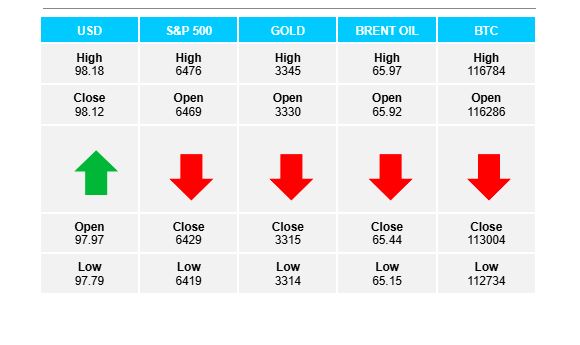 USD S&P 500 GOLD BRENT OIL BTC
High High High High High
98.18 6476 3345 65.97 116784
Close Open Open Open Open
98.12 6469 3330 65.92 116286
Open Close Close Close Close
97.97 6429 3315 65.44 113004
Low Low Low Low Low
97.79 6419 3314 65.15 112734